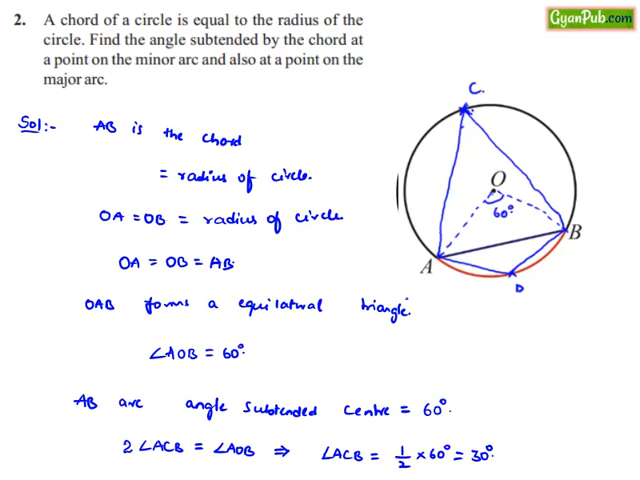 GyanPub.com
2. A chord of a circle is equal to the radius of the
circle. Find the angle subtended by the chord at
a point on the minor arc and also at a point on the
major arc.
Sol:- AB is the chord
= radius of circle.
OA = OB = radius of circle
OA = OB = AB.
OAB forms a equilatral triangle.
∠AOB = 60°.
AB arc angle subtended centre = 60°.
2 ∠ACB = ∠AOB ⇒ ∠ACB = 1/2 × 60° = 30°.
C.
O
60°.
B
A
D